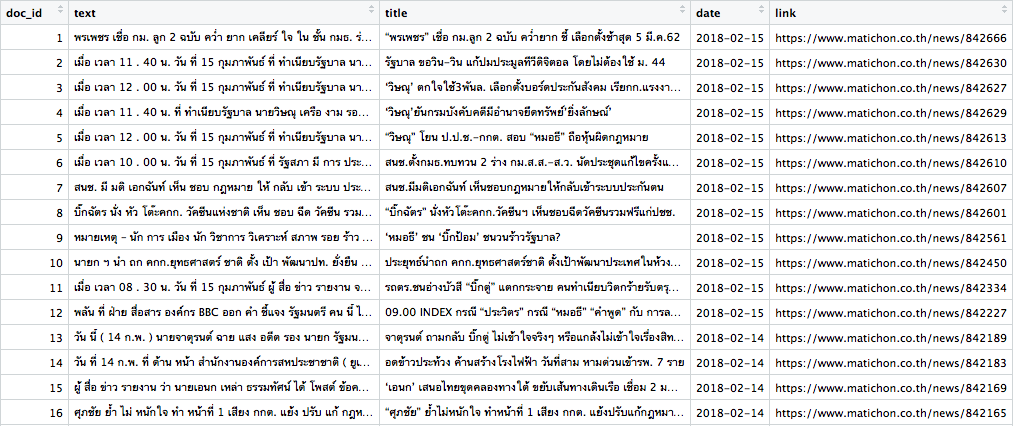 doc_id text title date link
1 พรเพชร เชื่อ กม. ลูก 2 ฉบับ คว่ำ ยาก เคลียร์ ใจ ใน ชั้น กมธ. ร่... “พรเพชร” เชื่อ กม.ลูก 2 ฉบับ คว่ำยาก ชี้ เลือกตั้งช้าสุด 5 มี.ค.62 2018-02-15 https://www.matichon.co.th/news/842666
2 เมื่อ เวลา 11 . 40 น. วัน ที่ 15 กุมภาพันธ์ ที่ ทำเนียบรัฐบาล นา... รัฐบาล ขอวิน-วิน แก้ปมประมูลทีวีดิจิตอล โดยไม่ต้องใช้ ม. 44 2018-02-15 https://www.matichon.co.th/news/842630
3 เมื่อ เวลา 12 . 00 น. วัน ที่ 15 กุมภาพันธ์ ที่ ทำเนียบรัฐบาล นา... ‘วิษณุ’ ตกใจใช้3พันล. เลือกตั้งบอร์ดประกันสังคม เรียกกก.แรงงา... 2018-02-15 https://www.matichon.co.th/news/842627
4 เมื่อ เวลา 11 . 40 น. ที่ ทำเนียบรัฐบาล นายวิษณุ เครือ งาม รอ... ‘วิษณุ’ยันกรมบังคับคดีมีอำนาจยึดทรัพย์‘ยิ่งลักษณ์’ 2018-02-15 https://www.matichon.co.th/news/842629
5 เมื่อ เวลา 12 . 00 น. วัน ที่ 15 กุมภาพันธ์ ที่ ทำเนียบรัฐบาล นา... “วิษณุ” โยน ป.ป.ช.-กกต. สอบ “หมอธี” ถือหุ้นผิดกฎหมาย 2018-02-15 https://www.matichon.co.th/news/842613
6 เมื่อ เวลา 10 . 00 น. วัน ที่ 15 กุมภาพันธ์ ที่ รัฐสภา มี การ ประ... สนช.ตั้งกมธ.ทบทวน 2 ร่าง กม.ส.ส.-ส.ว. นัดประชุดแก้ไขครั้งแ... 2018-02-15 https://www.matichon.co.th/news/842610
7 สนช. มี มติ เอกฉันท์ เห็น ชอบ กฎหมาย ให้ กลับ เข้า ระบบ ประ... สนช.มีมติเอกฉันท์ เห็นชอบกฎหมายให้กลับเข้าระบบประกันตน 2018-02-15 https://www.matichon.co.th/news/842607
8 บิ๊กฉัตร นั่ง หัว โต๊ะคกก. วัคซีนแห่งชาติ เห็น ชอบ ฉีด วัคซีน รวม... “บิ๊กฉัตร” นั่งหัวโต๊ะคกก.วัคซีนฯ เห็นชอบฉีดวัคซีนรวมฟรีแก่ปชช. 2018-02-15 https://www.matichon.co.th/news/842601
9 หมายเหตุ - นัก การ เมือง นัก วิชาการ วิเคราะห์ สภาพ รอย ร้าว ... ‘หมอธี’ ชน ‘บิ๊กป้อม’ ชนวนร้าวรัฐบาล? 2018-02-15 https://www.matichon.co.th/news/842561
10 นายก ฯ นำ ถก คกก.ยุทธศาสตร์ ชาติ ตั้ง เป้า พัฒนาปท. ยั่งยืน ... ประยุทธ์นำถก คกก.ยุทธศาสตร์ชาติ ตั้งเป้าพัฒนาประเทศในห้วง... 2018-02-15 https://www.matichon.co.th/news/842450
11 เมื่อ เวลา 08 . 30 น. วัน ที่ 15 กุมภาพันธ์ ผู้ สื่อ ข่าว รายงาน จ... รถตร.ชนอ่างบัวสี “บิ๊กตู่” แตกกระจาย คนทำเนียบวิตกร้ายรับตรุ... 2018-02-15 https://www.matichon.co.th/news/842334
12 พลัน ที่ ฝ่าย สื่อสาร องค์กร BBC ออก คำ ชี้แจง รัฐมนตรี คน นี้ ไ... 09.00 INDEX กรณี “ประวิตร” กรณี “หมอธี” “คำพูด” กับ การล... 2018-02-15 https://www.matichon.co.th/news/842227
13 วัน นี้ ( 14 ก.พ. ) นายจาตุรนต์ ฉาย แสง อดีต รอง นายก รัฐมน... จาตุรนต์ ถามกลับ บิ๊กตู่ ไม่เข้าใจจริงๆ หรือแกล้งไม่เข้าใจเรื่องสิท... 2018-02-14 https://www.matichon.co.th/news/842189
14 วัน ที่ 14 ก.พ. ที่ ด้าน หน้า สำนักงานองค์การสหประชาชาติ ( ยูเ... อดข้าวประท้วง ค้านสร้างโรงไฟฟ้า วันที่สาม หามด่วนเข้ารพ. 7 ราย 2018-02-14 https://www.matichon.co.th/news/842183
15 ผู้ สื่อ ข่าว รายงาน ว่า นายเอนก เหล่า ธรรมทัศน์ ได้ โพสต์ ข้อค... ‘เอนก’ เสนอไทยขุดคลองทางใต้ ขยับเส้นทางเดินเรือ เชื่อม 2 ม... 2018-02-14 https://www.matichon.co.th/news/842169
16 ศุภชัย ย้ำ ไม่ หนักใจ ทำ หน้าที่ 1 เสียง กกต. แย้ง ปรับ แก้ กฎห... “ศุภชัย” ย้ำไม่หนักใจ ทำหน้าที่ 1 เสียง กกต. แย้งปรับแก้กฎหมา... 2018-02-14 https://www.matichon.co.th/news/842165